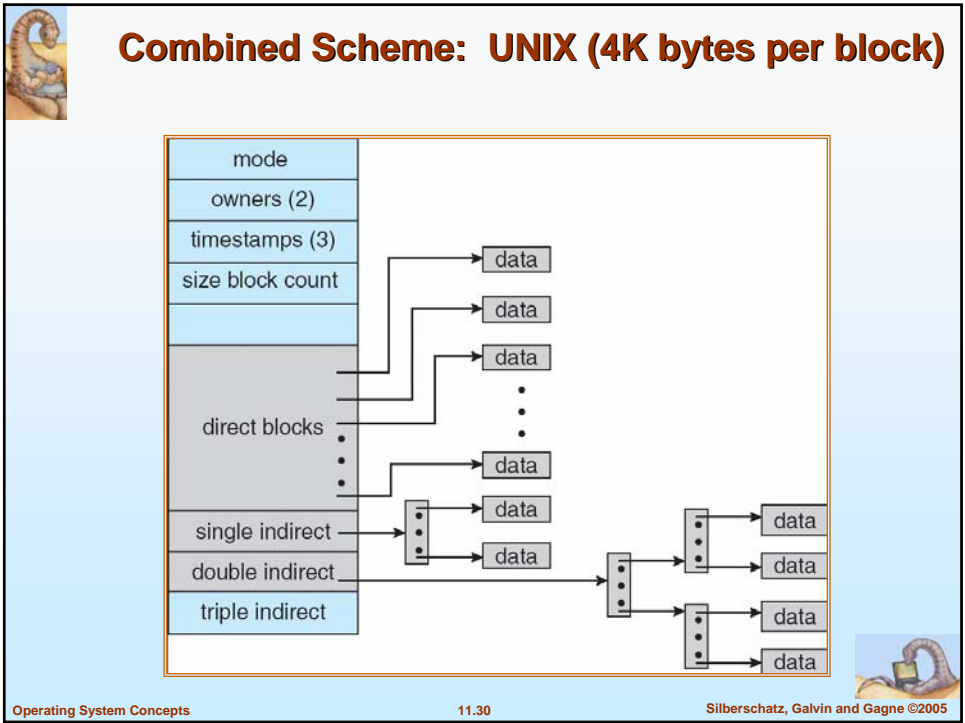 Combined Scheme: UNIX (4K bytes per block)
mode
owners (2)
timestamps (3)
size block count
direct blocks
single indirect
double indirect
triple indirect
data
data
data
data
data
data
data
data
data
data
Operating System Concepts
11.30
Silberschatz, Galvin and Gagne ©2005